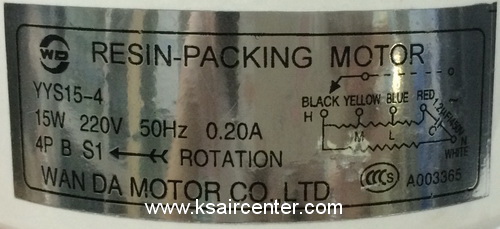 WD RESIN-PACKING MOTOR
YYS15-4
15W 220V 50Hz 0.20A
4P B S1 ROTATION
WAN DA MOTOR CO. LTD
BLACK YELLOW BLUE RED ~
H M L C N
WHITE
CCC S A003365
www.ksaircenter.com